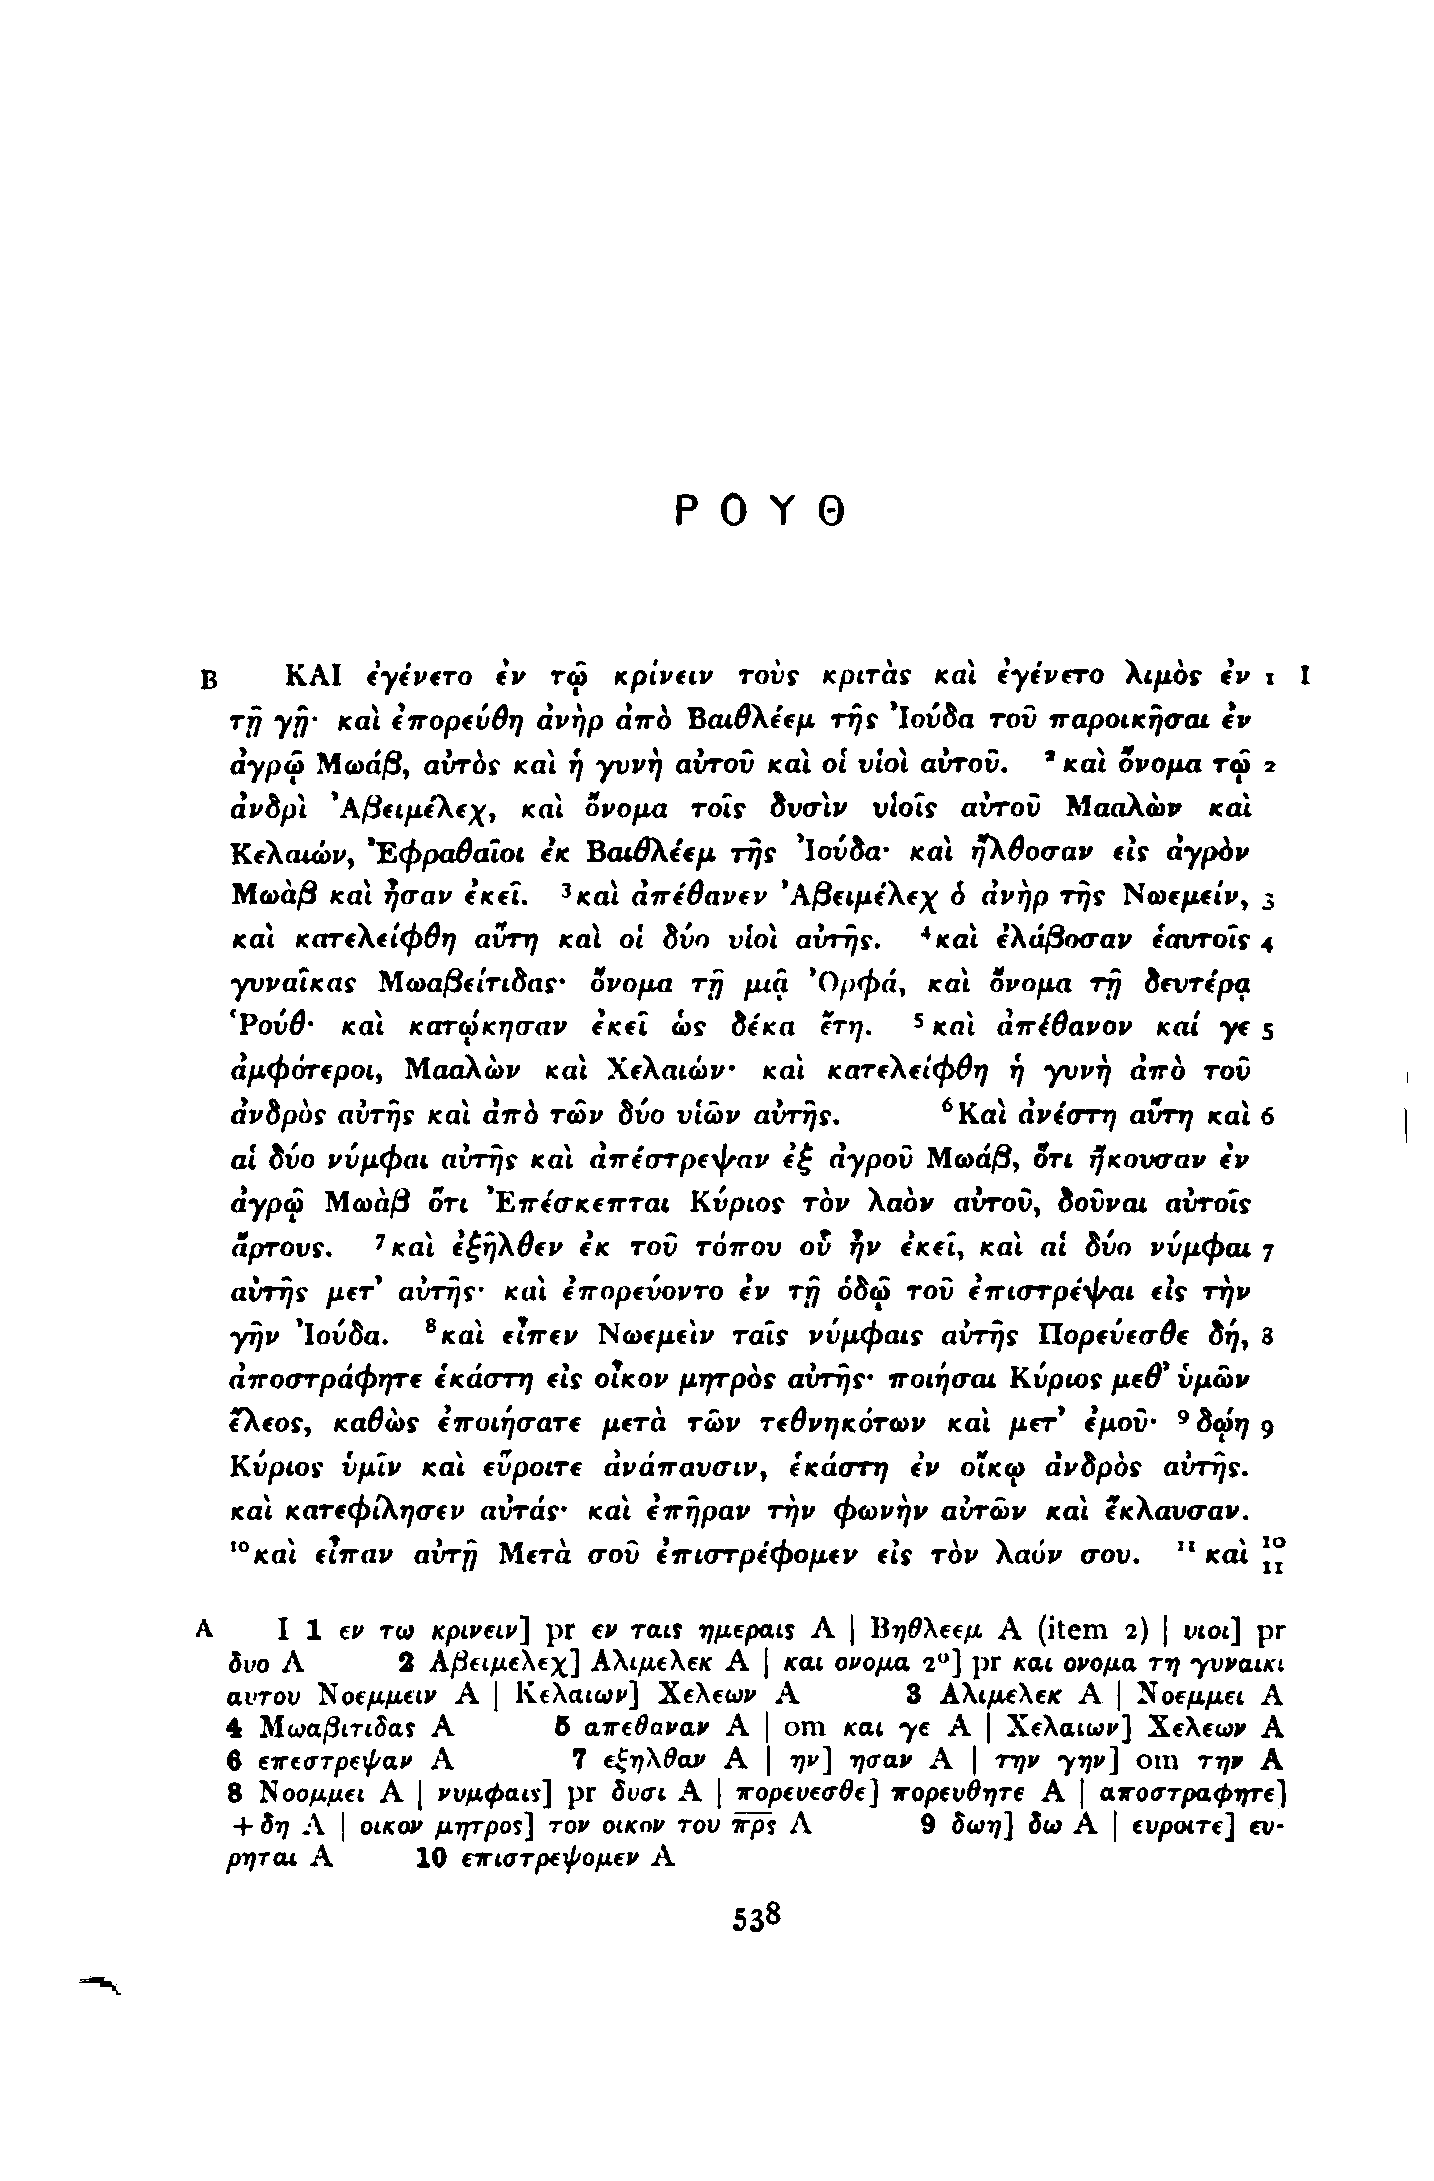 Ρ Ο Υ Θ
B ΚΑΙ ἐγένετο ἐν τῷ κρίνειν τοὺς κριτὰς καὶ ἐγένετο λιμὸς ἐν 1 I
τῇ γῇ· καὶ ἐπορεύθη ἀνὴρ ἀπὸ Βαιθλέεμ τῆς Ἰούδα τοῦ παροικῆσαι ἐν
ἀγρῷ Μωάβ, αὐτὸς καὶ ἡ γυνὴ αὐτοῦ καὶ οἱ υἱοὶ αὐτοῦ. ²καὶ ὄνομα τῷ 2
ἀνδρὶ Ἀβειμέλεχ, καὶ ὄνομα τοῖς δυσὶν υἱοῖς αὐτοῦ Μααλὼν καὶ
Κελαιών, Ἐφραθαῖοι ἐκ Βαιθλέεμ τῆς Ἰούδα· καὶ ἤλθοσαν εἰς ἀγρὸν
Μωὰβ καὶ ἦσαν ἐκεῖ. ³καὶ ἀπέθανεν Ἀβειμέλεχ ὁ ἀνὴρ τῆς Νωεμείν, 3
καὶ κατελείφθη αὕτη καὶ οἱ δύο υἱοὶ αὐτῆς. ⁴καὶ ἐλάβοσαν ἑαυτοῖς 4
γυναῖκας Μωαβείτιδας· ὄνομα τῇ μιᾷ Ὀρφά, καὶ ὄνομα τῇ δευτέρᾳ
Ῥούθ· καὶ κατῴκησαν ἐκεῖ ὡς δέκα ἔτη. ⁵καὶ ἀπέθανον καί γε 5
ἀμφότεροι, Μααλὼν καὶ Χελαιών· καὶ κατελείφθη ἡ γυνὴ ἀπὸ τοῦ
ἀνδρὸς αὐτῆς καὶ ἀπὸ τῶν δύο υἱῶν αὐτῆς. ⁶Καὶ ἀνέστη αὕτη καὶ 6
αἱ δύο νύμφαι αὐτῆς καὶ ἀπέστρεψαν ἐξ ἀγροῦ Μωάβ, ὅτι ἤκουσαν ἐν
ἀγρῷ Μωὰβ ὅτι Ἐπέσκεπται Κύριος τὸν λαὸν αὐτοῦ, δοῦναι αὐτοῖς
ἄρτους. ⁷καὶ ἐξῆλθεν ἐκ τοῦ τόπου οὗ ἦν ἐκεῖ, καὶ αἱ δύο νύμφαι 7
αὐτῆς μετ’ αὐτῆς· καὶ ἐπορεύοντο ἐν τῇ ὁδῷ τοῦ ἐπιστρέψαι εἰς τὴν
γῆν Ἰούδα. ⁸καὶ εἶπεν Νωεμεὶν ταῖς νύμφαις αὐτῆς Πορεύεσθε δή, 8
ἀποστράφητε ἑκάστη εἰς οἶκον μητρὸς αὐτῆς· ποιήσαι Κύριος μεθ’ ὑμῶν
ἔλεος, καθὼς ἐποιήσατε μετὰ τῶν τεθνηκότων καὶ μετ’ ἐμοῦ· ⁹δῴη 9
Κύριος ὑμῖν καὶ εὕροιτε ἀνάπαυσιν, ἑκάστη ἐν οἴκῳ ἀνδρὸς αὐτῆς.
καὶ κατεφίλησεν αὐτάς· καὶ ἐπῆραν τὴν φωνὴν αὐτῶν καὶ ἔκλαυσαν.
¹⁰καὶ εἶπαν αὐτῇ Μετὰ σοῦ ἐπιστρέφομεν εἰς τὸν λαόν σου. ¹¹καὶ 10 11
A I 1 εν τω κρινειν] pr εν ταις ημεραις A | Βηθλεεμ A (item 2) | υιοι] pr
δυο A 2 Αβειμελεχ] Αλιμελεκ A | και ονομα 2⁰] pr και ονομα τη γυναικι
αυτου Νοεμμειν A | Κελαιων] Χελεων A 3 Αλιμελεκ A | Νοεμμει A
4 Μωαβιτιδας A 5 απεθαναν A | om και γε A | Χελαιων] Χελεων A
6 επεστρεψαν A 7 εξηλθαν A | ην] ησαν A | την γην] om την A
8 Νοομμει A | νυμφαις] pr δυσι A | πορευεσθε] πορευθητε A | αποστραφητε]
+ δη A | οικον μητρος] τον οικον του π̅ρ̅ς̅ A 9 δωη] δω A | ευροιτε] ευ-
ρηται A 10 επιστρεψομεν A
538